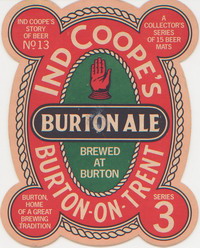 IND COOPE'S
STORY
OF BEER
No 13
A
COLLECTOR'S
SERIES
OF 15 BEER
MATS
IND COOPE'S
BURTON ALE
BREWED
AT
BURTON
BURTON-ON-TRENT
BURTON,
HOME
OF A GREAT
BREWING
TRADITION
SERIES
3